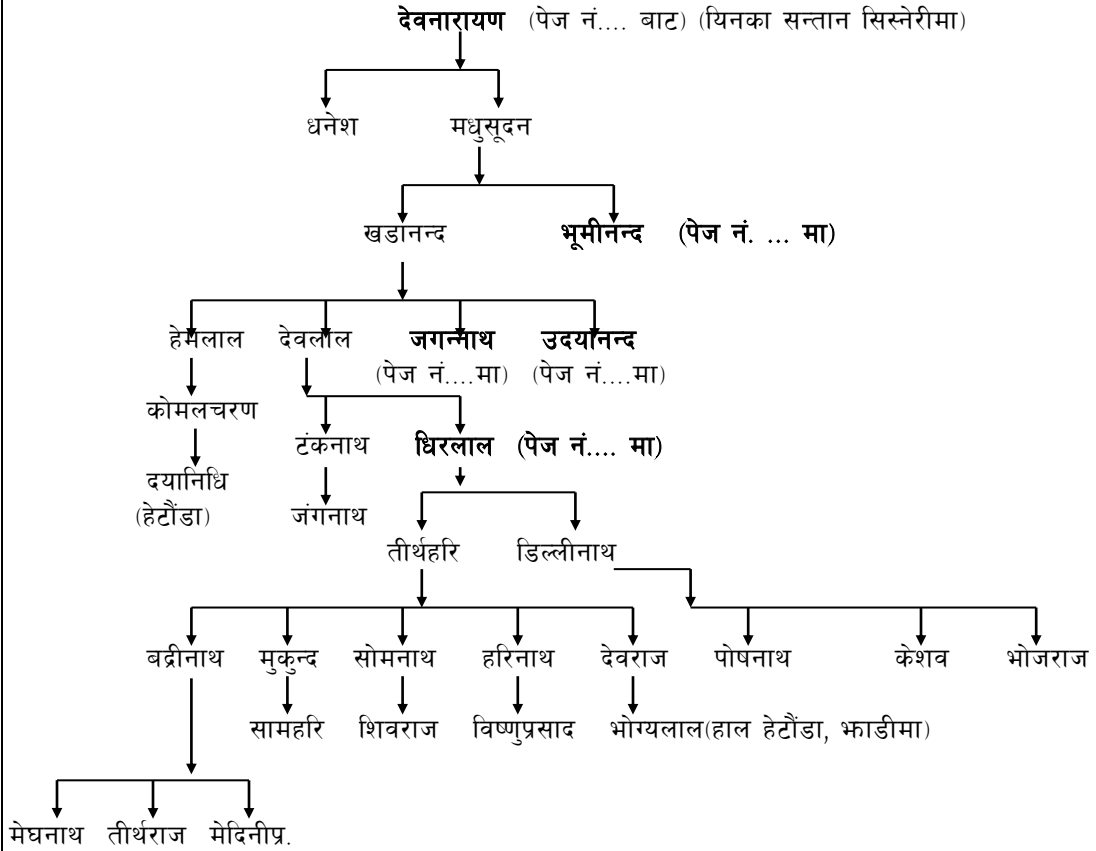 देवनारायण (पेज नं.... बाट) (यिनका सन्तान सिस्नेरीमा)
धनेश मधुसूदन
खडानन्द भूमीनन्द (पेज नं. ... मा)
हेमलाल देवलाल जगन्नाथ उदयानन्द
(पेज नं....मा) (पेज नं....मा)
कोमलचरण
टंकनाथ धिरलाल (पेज नं.... मा)
दयानिधि
(हेटौंडा) जंगनाथ
तीर्थहरि डिल्लीनाथ
बद्रीनाथ मुकुन्द सोमनाथ हरिनाथ देवराज पोषनाथ केशव भोजराज
सामहरि शिवराज विष्णुप्रसाद भोग्यलाल(हाल हेटौंडा, झाडीमा)
मेघनाथ तीर्थराज मेदिनीप्र.